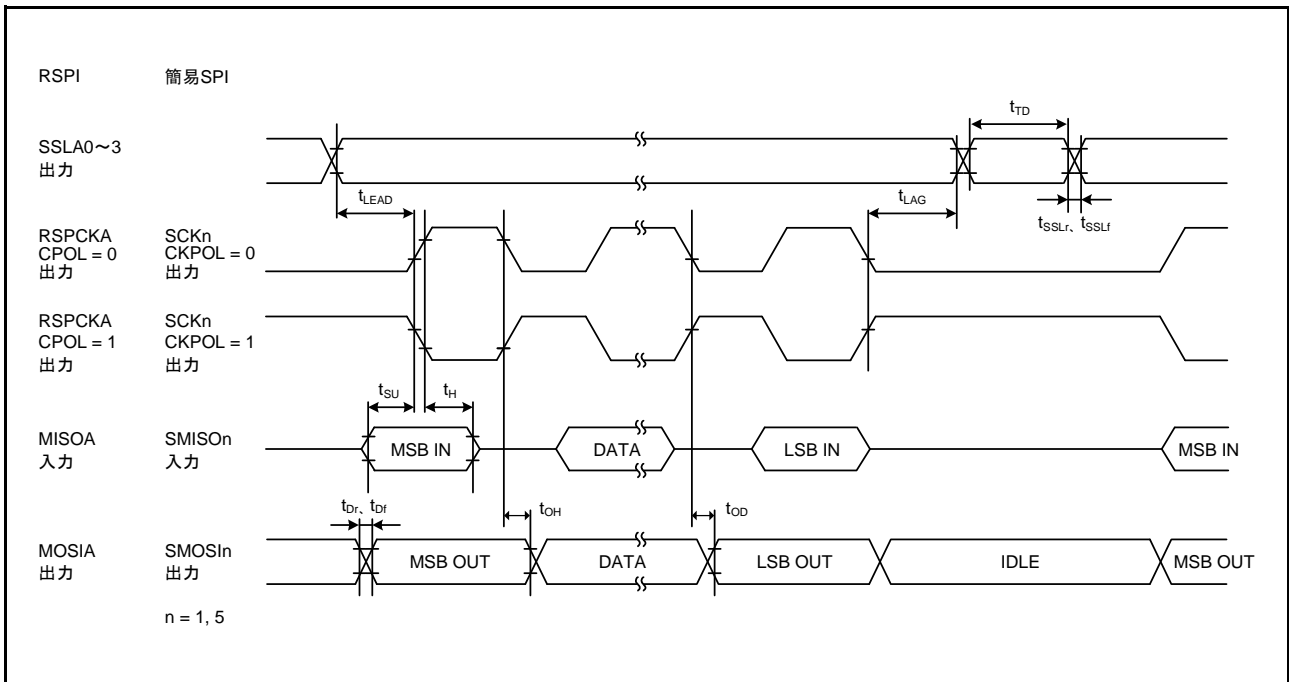 RSPI 簡易SPI
SSLA0～3
出力
tTD
tLEAD
tLAG
tSSLr、tSSLf
RSPCKA SCKn
CPOL = 0 CKPOL = 0
出力 出力
RSPCKA SCKn
CPOL = 1 CKPOL = 1
出力 出力
tSU tH
MISOA SMISOn
入力 入力
MSB IN DATA LSB IN MSB IN
tDr、tDf tOH tOD
MOSIA SMOSIn
出力 出力
MSB OUT DATA LSB OUT IDLE MSB OUT
n = 1, 5